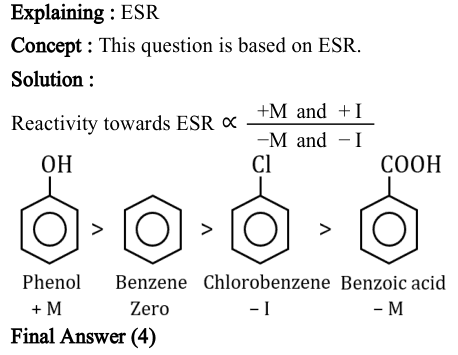 Explaining : ESR
Concept : This question is based on ESR.
Solution :
Reactivity towards ESR ∝ +M and + I
−M and − I
OH Cl COOH
> > >
Phenol Benzene Chlorobenzene Benzoic acid
+ M Zero − I − M
Final Answer (4)